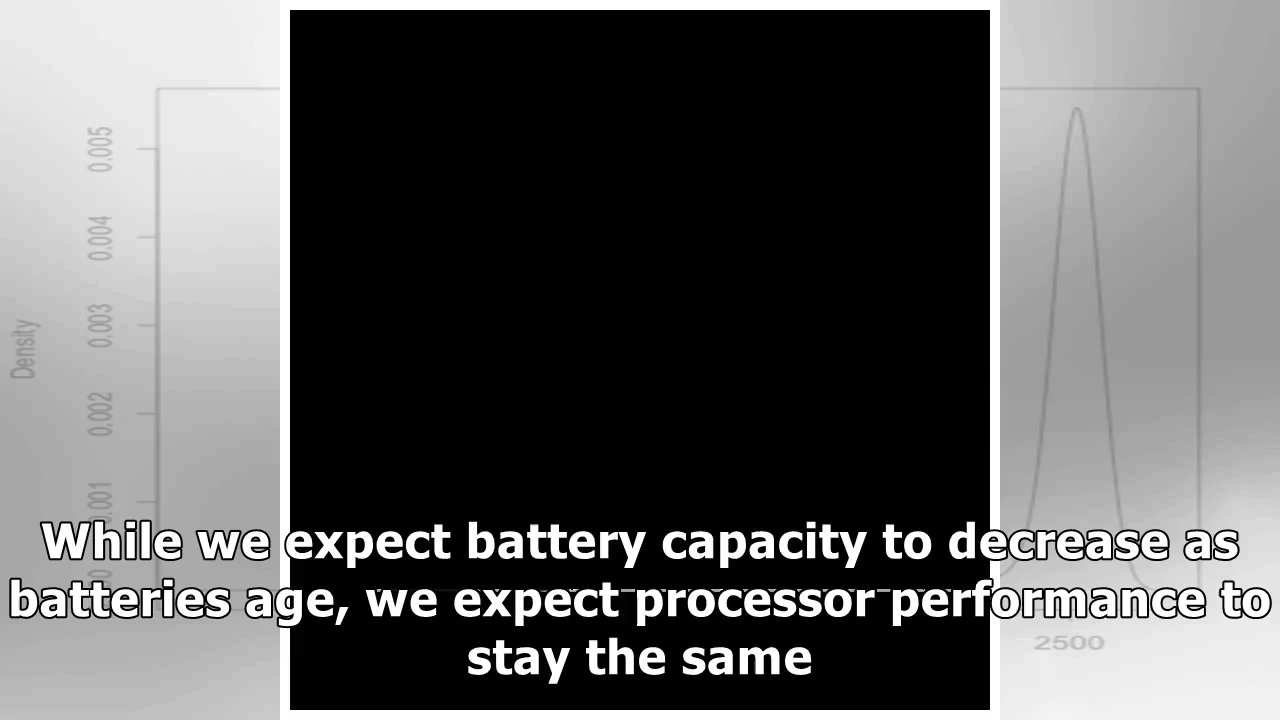 0.005
0.004
0.003
0.002
0.001
Density
While we expect battery capacity to decrease as
batteries age, we expect processor performance to
stay the same
2500